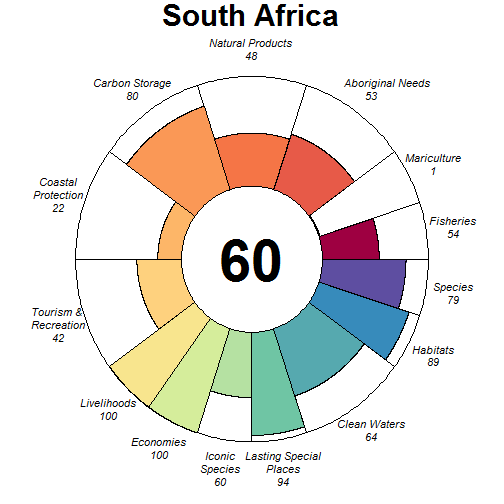 South Africa
Natural Products
48
Carbon Storage
80
Aboriginal Needs
53
Mariculture
1
Coastal
Protection
22
Fisheries
54
60
Species
79
Tourism &
Recreation
42
Habitats
89
Livelihoods
100
Clean Waters
64
Economies
100
Iconic
Species
60
Lasting Special
Places
94